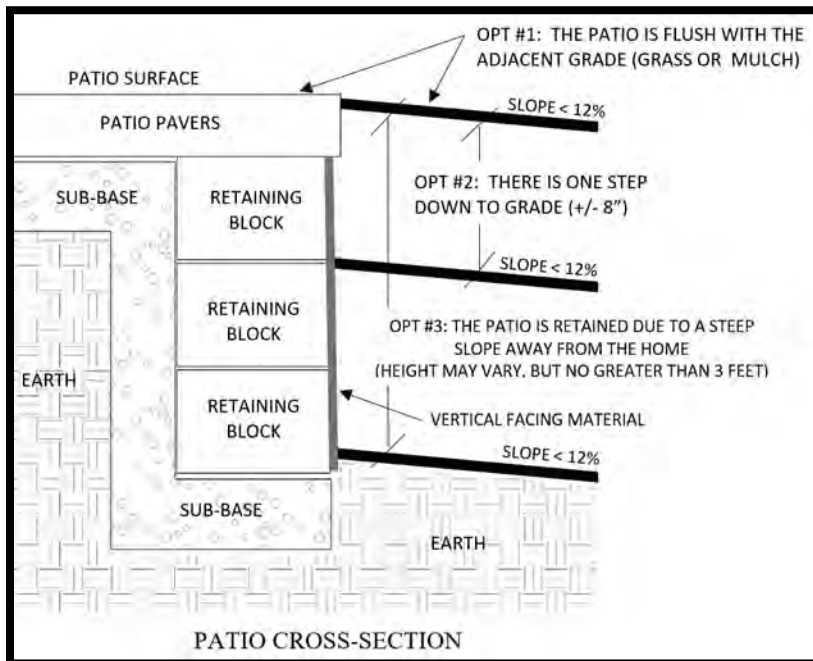 OPT #1: THE PATIO IS FLUSH WITH THE
ADJACENT GRADE (GRASS OR MULCH)
PATIO SURFACE
SLOPE < 12%
PATIO PAVERS
OPT #2: THERE IS ONE STEP
DOWN TO GRADE (+/- 8")
SUB-BASE
RETAINING
BLOCK
SLOPE < 12%
RETAINING
BLOCK
OPT #3: THE PATIO IS RETAINED DUE TO A STEEP
SLOPE AWAY FROM THE HOME
(HEIGHT MAY VARY, BUT NO GREATER THAN 3 FEET)
EARTH
RETAINING
BLOCK
VERTICAL FACING MATERIAL
SLOPE < 12%
SUB-BASE
EARTH
PATIO CROSS-SECTION